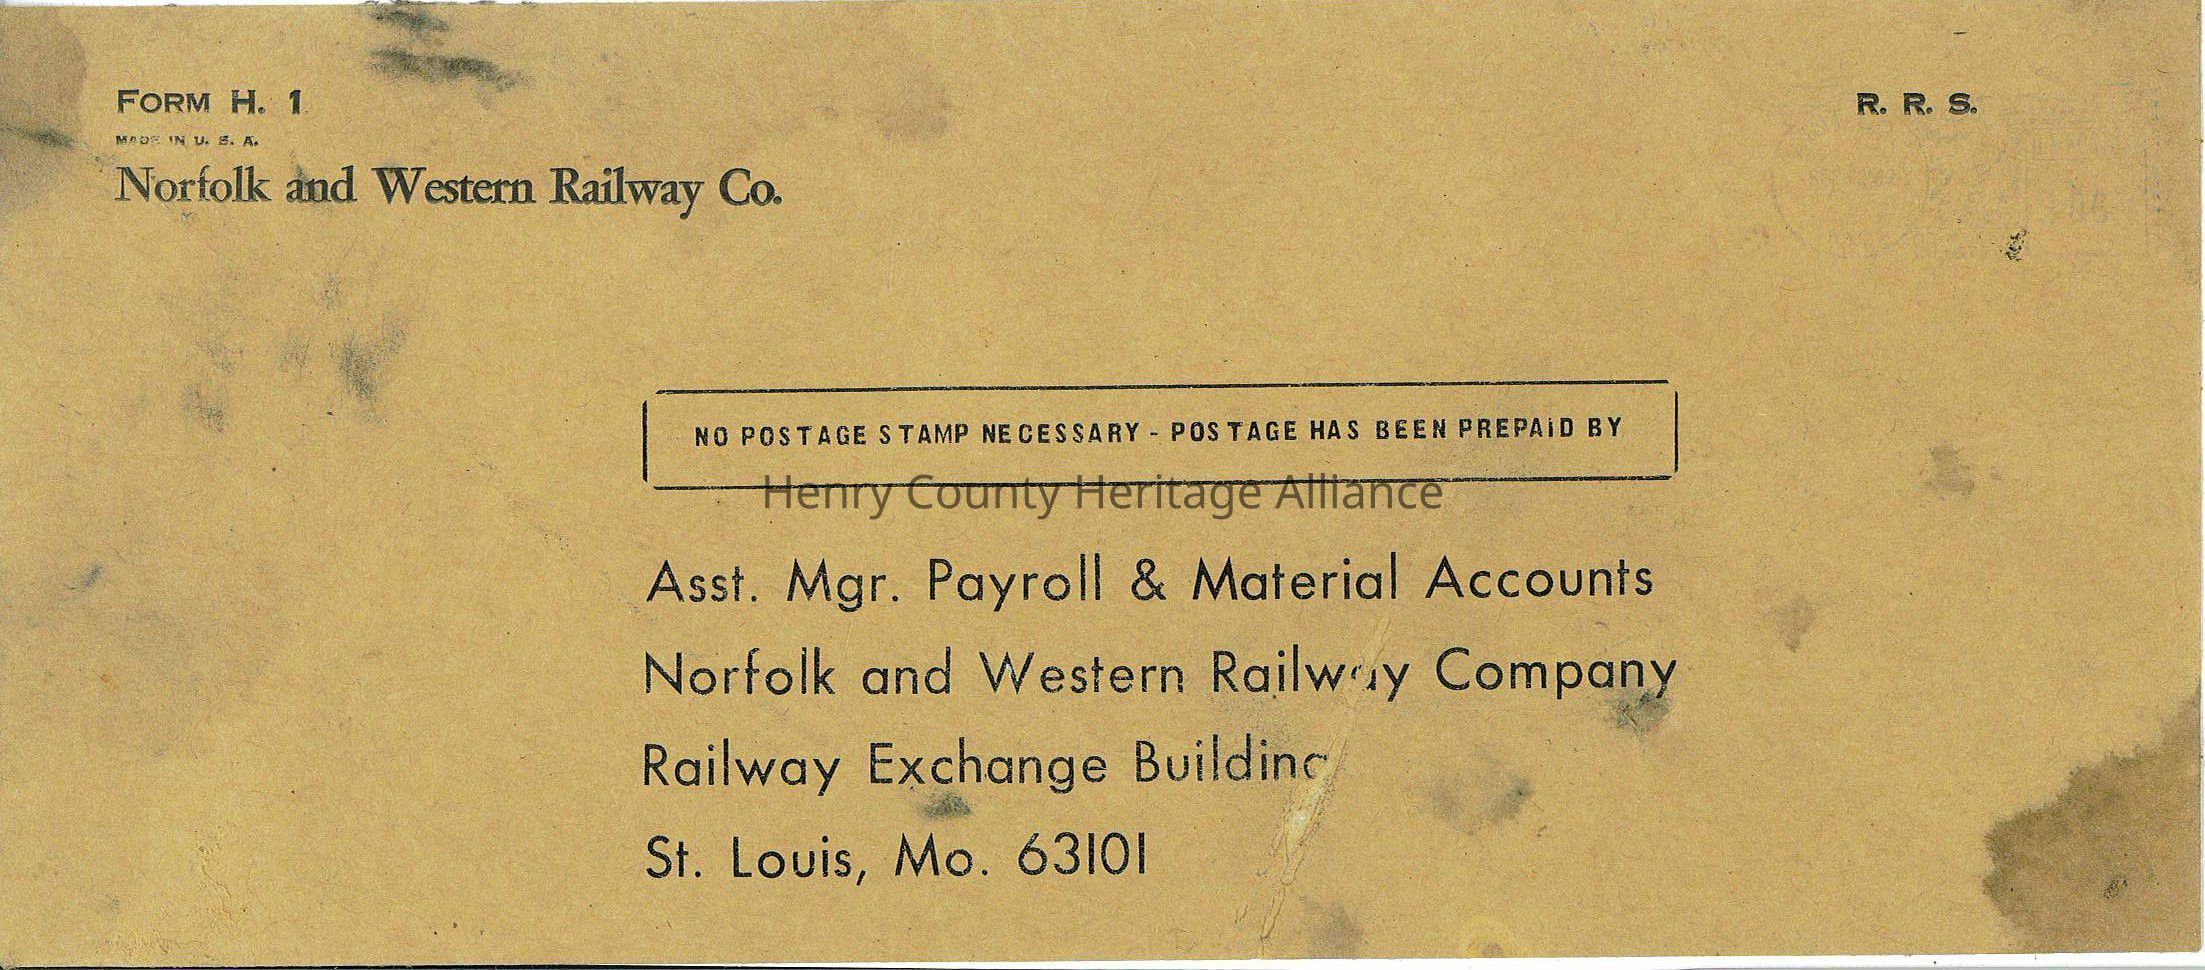 FORM H. 1
R. R. S.
MADE IN U. S. A.
Norfolk and Western Railway Co.
NO POSTAGE STAMP NECESSARY - POSTAGE HAS BEEN PREPAID BY
Henry County Heritage Alliance
Asst. Mgr. Payroll & Material Accounts
Norfolk and Western Railway Company
Railway Exchange Building
St. Louis, Mo. 63101